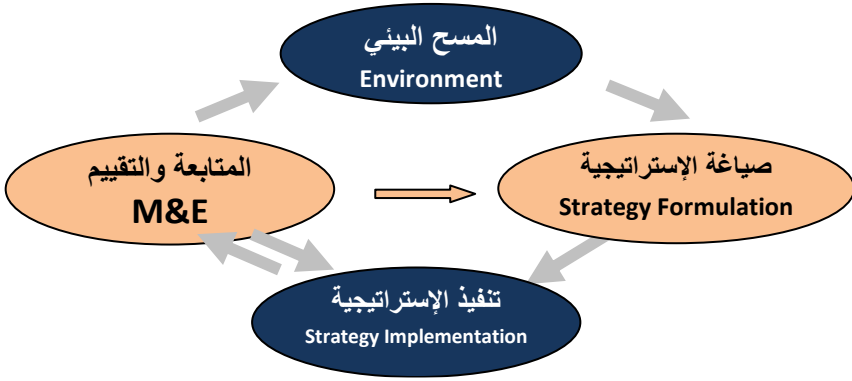 المسح البيئي
Environment
صياغة الإستراتيجية
Strategy Formulation
المتابعة والتقييم
M&E
تنفيذ الإستراتيجية
Strategy Implementation